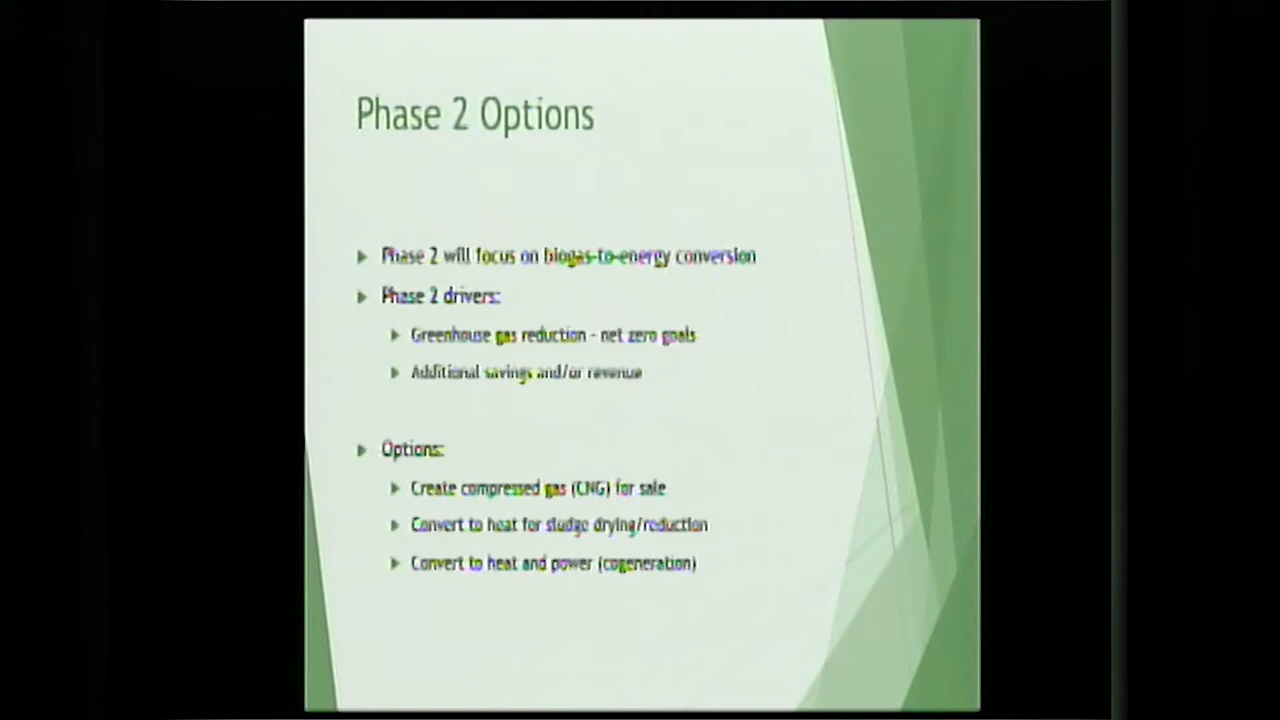 Phase 2 Options
Phase 2 will focus on biogas-to-energy conversion
Phase 2 drivers:
Greenhouse gas reduction - net zero goals
Additional savings and/or revenue
Options:
Create compressed gas (CNG) for sale
Convert to heat for sludge drying/reduction
Convert to heat and power (cogeneration)